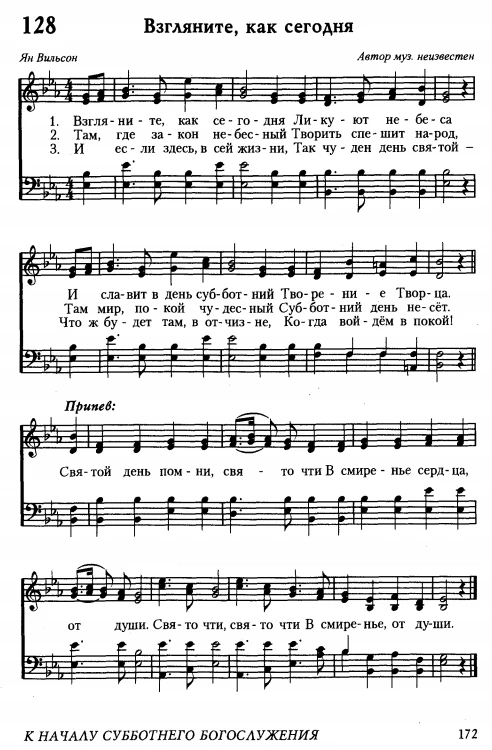 128 Взгляните, как сегодня
Ян Вильсон Автор муз. неизвестен
1. Взгля-ни-те, как се-го-дня Ли-ку-ют не-бе-са
2. Там, где за-кон не-бес-ный Творить спе-шит на-род,
3. И ес-ли здесь, в сей жиз-ни, Так чу-ден день свя-той –
И сла-вит в день суб-бот-ний Тво-ре-ни-е Твор-ца.
Там мир, по-кой чу-дес-ный Суб-бот-ний день не-сёт.
Что ж бу-дет там, в от-чиз-не, Ко-гда вой-дём в покой!
Припев:
Свя-той день пом-ни, свя-то чти В смире-нье серд-ца,
от души. Свя-то чти, свя-то чти В смире-нье, от ду-ши.
К НАЧАЛУ СУББОТНЕГО БОГОСЛУЖЕНИЯ 172